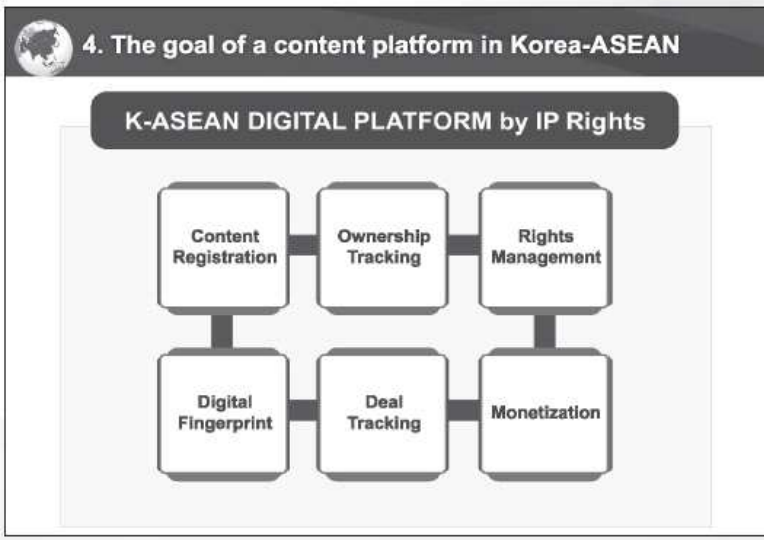 4. The goal of a content platform in Korea-ASEAN
K-ASEAN DIGITAL PLATFORM by IP Rights
Content
Registration
Ownership
Tracking
Rights
Management
Digital
Fingerprint
Deal
Tracking
Monetization